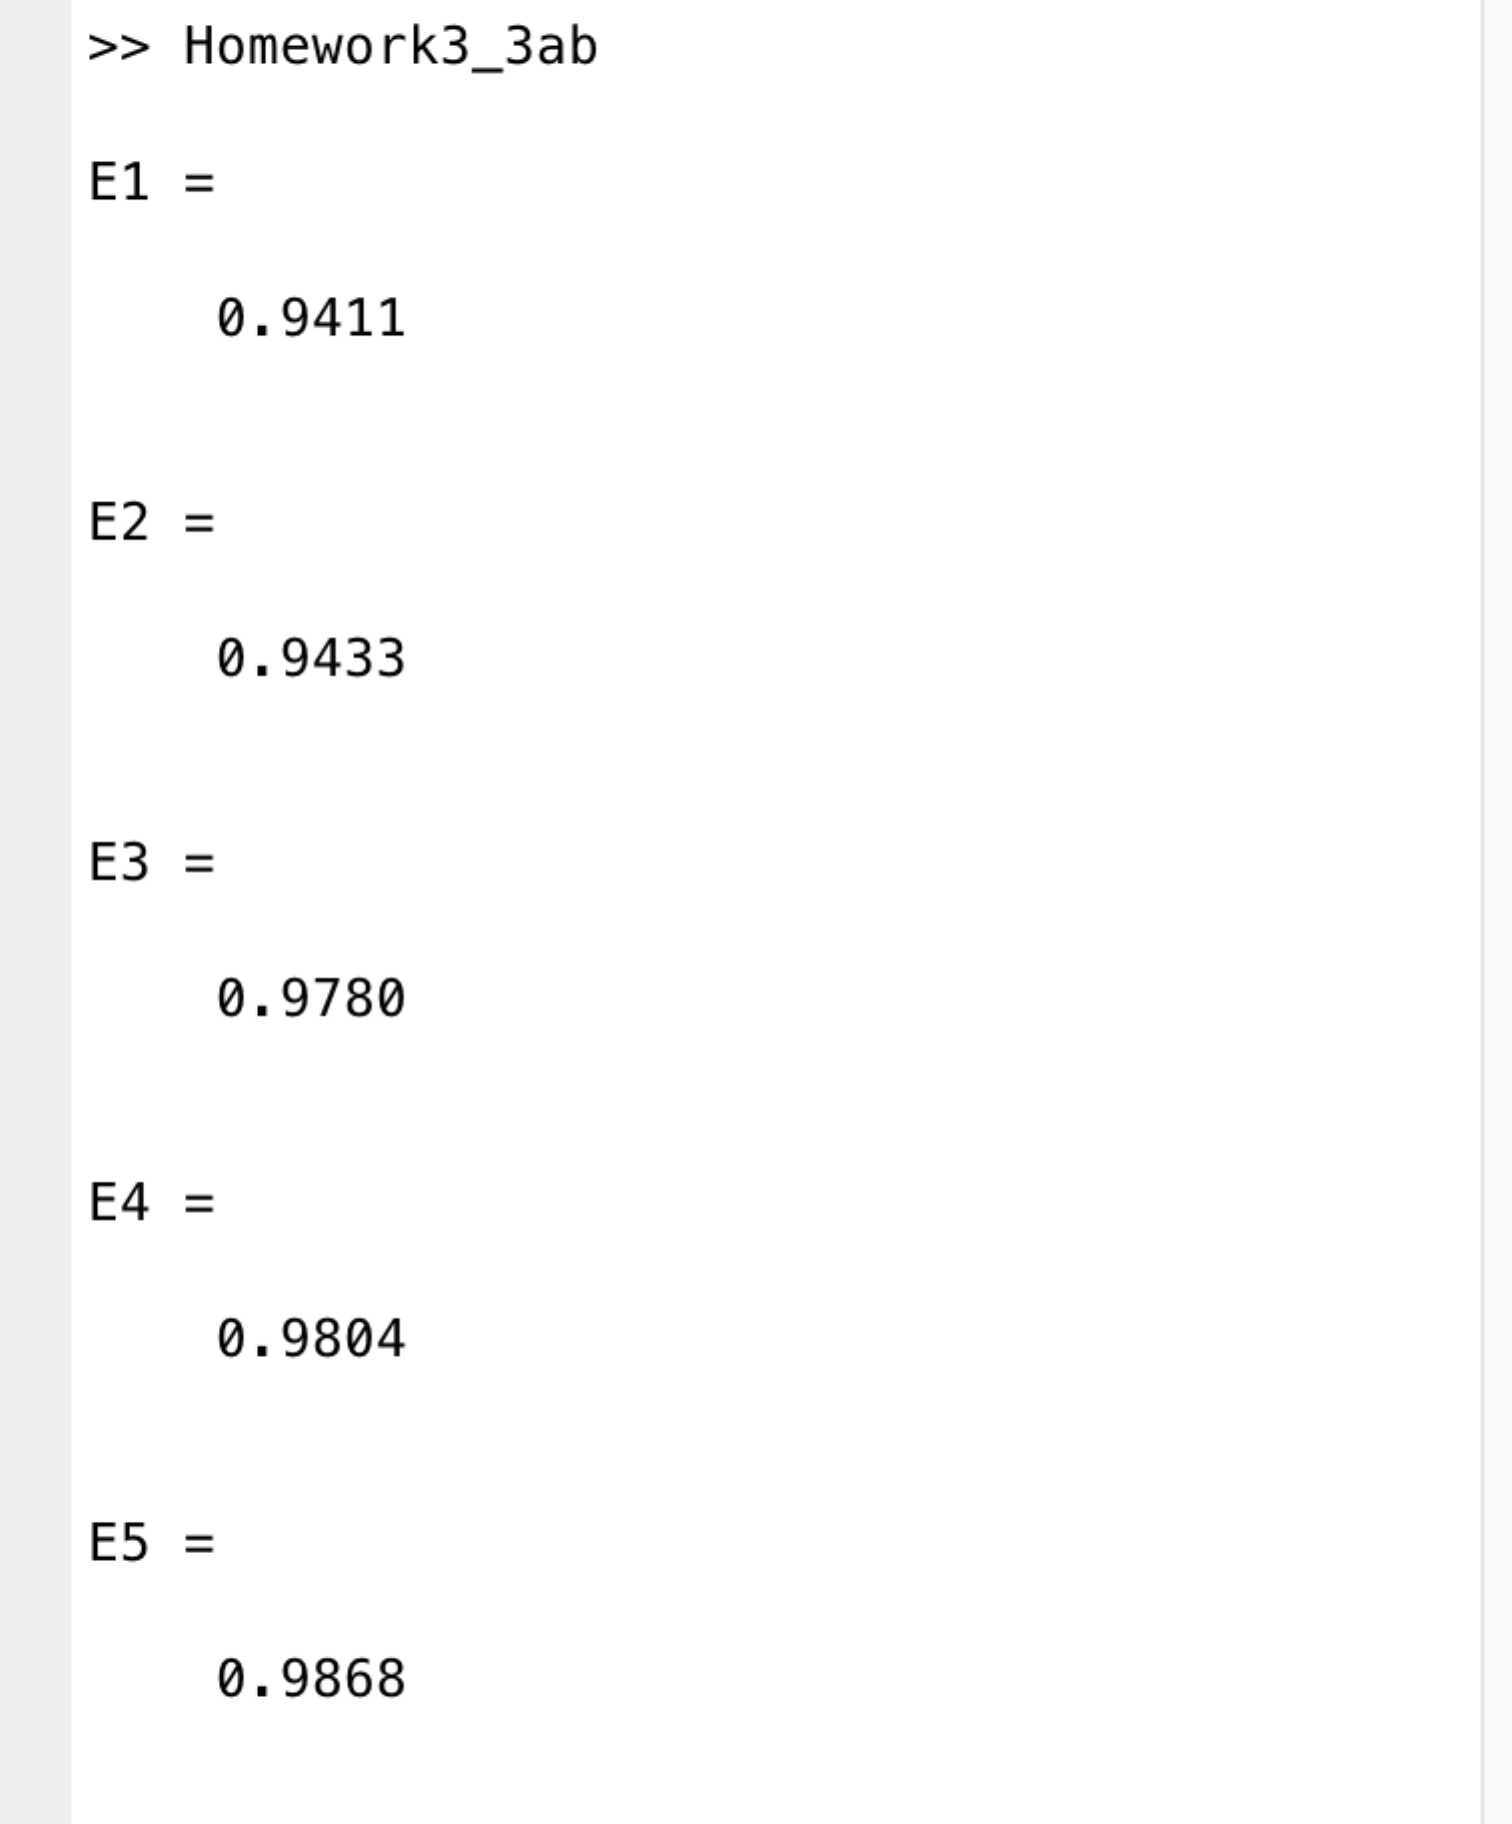 >> Homework3_3ab
E1 =
0.9411
E2 =
0.9433
E3 =
0.9780
E4 =
0.9804
E5 =
0.9868